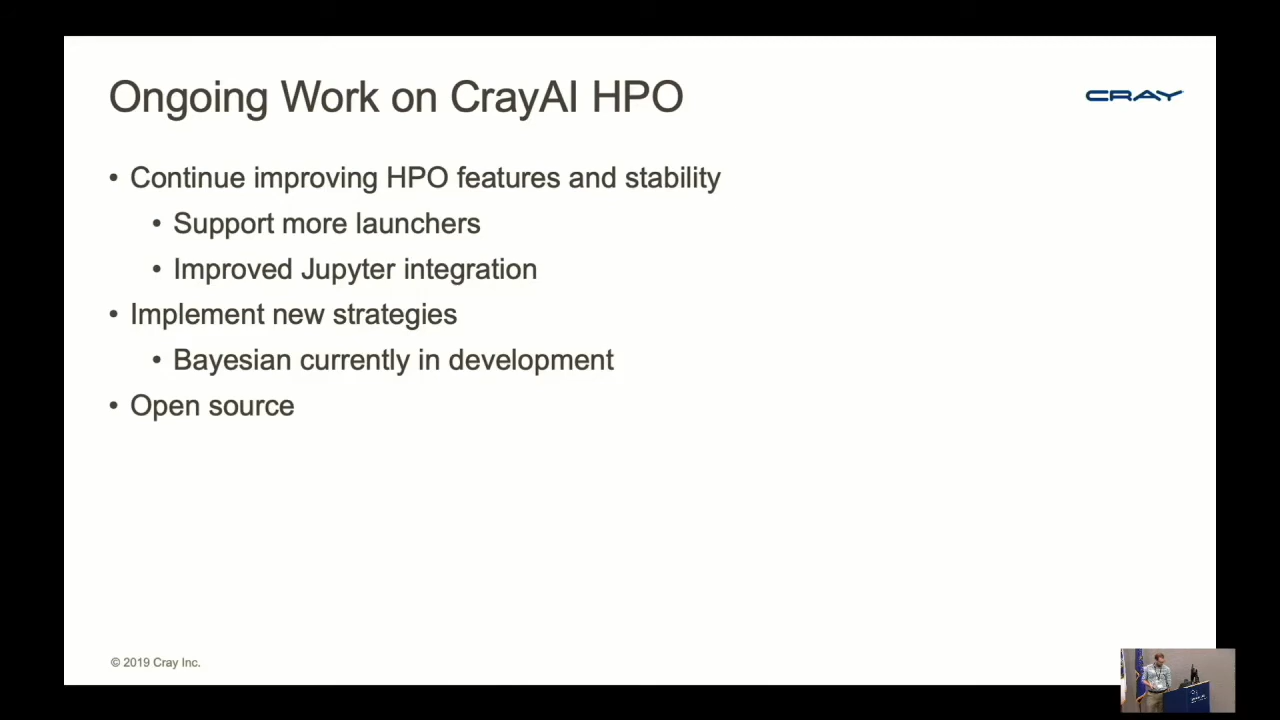 Ongoing Work on CrayAI HPO
CRAY
• Continue improving HPO features and stability
• Support more launchers
• Improved Jupyter integration
• Implement new strategies
• Bayesian currently in development
• Open source
© 2019 Cray Inc.